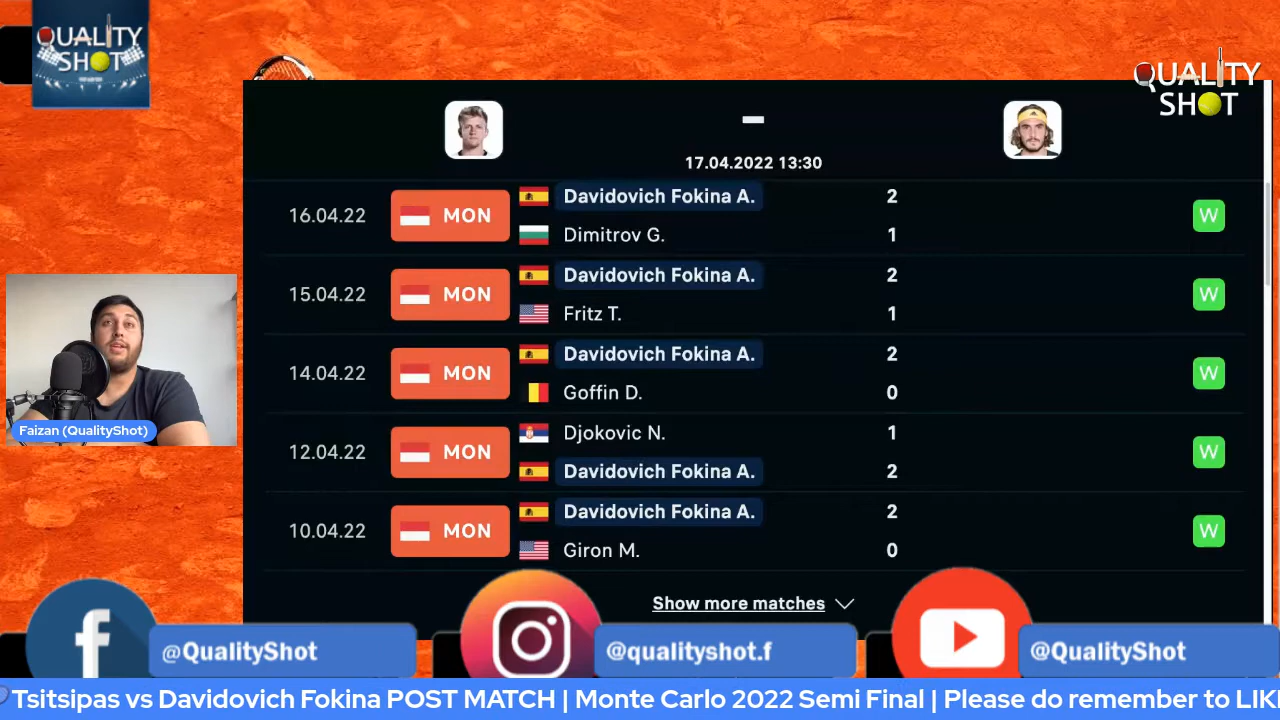 QUALITY
SHOT
QUALITY
SHOT
17.04.2022 13:30
16.04.22 MON Davidovich Fokina A. 2 W
Dimitrov G. 1
15.04.22 MON Davidovich Fokina A. 2 W
Fritz T. 1
14.04.22 MON Davidovich Fokina A. 2 W
Goffin D. 0
12.04.22 MON Djokovic N. 1 W
Davidovich Fokina A. 2
10.04.22 MON Davidovich Fokina A. 2 W
Giron M. 0
Show more matches
Faizan (QualityShot)
@QualityShot
@qualityshot.f
@QualityShot
Tsitsipas vs Davidovich Fokina POST MATCH | Monte Carlo 2022 Semi Final | Please do remember to LIK